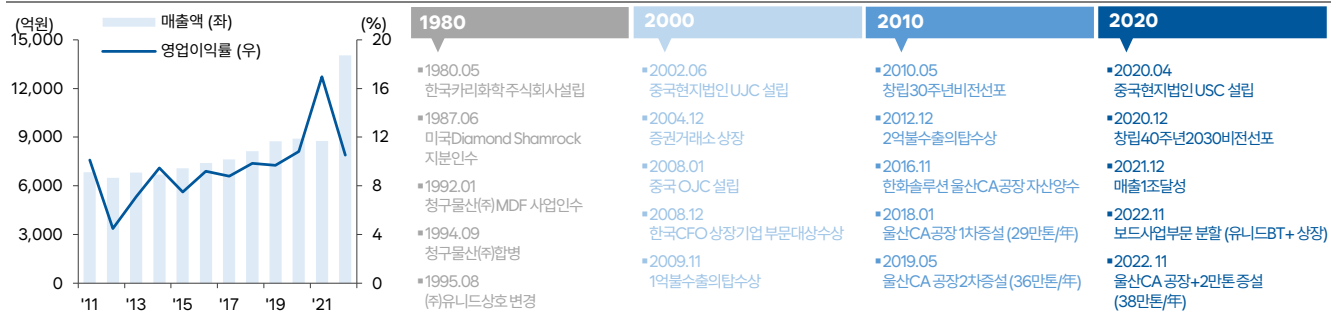 (억원)
매출액 (좌)
영업이익률 (우)
(%)
15,000
12,000
9,000
6,000
3,000
0
20
16
12
8
4
0
'11
'13
'15
'17
'19
'21
1980
▪1980.05
한국카리화학 주식회사설립
▪1987.06
미국Diamond Shamrock
지분인수
▪1992.01
청구물산㈜ MDF 사업인수
▪1994.09
청구물산㈜합병
▪1995.08
㈜유니드상호 변경
2000
▪2002.06
중국현지법인 UJC 설립
▪2004.12
증권거래소 상장
▪2008.01
중국 OJC 설립
▪2008.12
한국CFO 상장기업 부문대상수상
▪2009.11
1억불수출의탑수상
2010
▪2010.05
창립30주년비전선포
▪2012.12
2억불수출의탑수상
▪2016.11
한화솔루션 울산CA공장 자산양수
▪2018.01
울산CA공장 1차증설 (29만톤/年)
▪2019.05
울산CA 공장2차증설 (36만톤/年)
2020
▪2020.04
중국현지법인 USC 설립
▪2020.12
창립40주년2030비전선포
▪2021.12
매출1조달성
▪2022.11
보드사업부문 분할 (유니드BT+ 상장)
▪2022. 11
울산CA 공장+2만톤 증설
(38만톤/年)